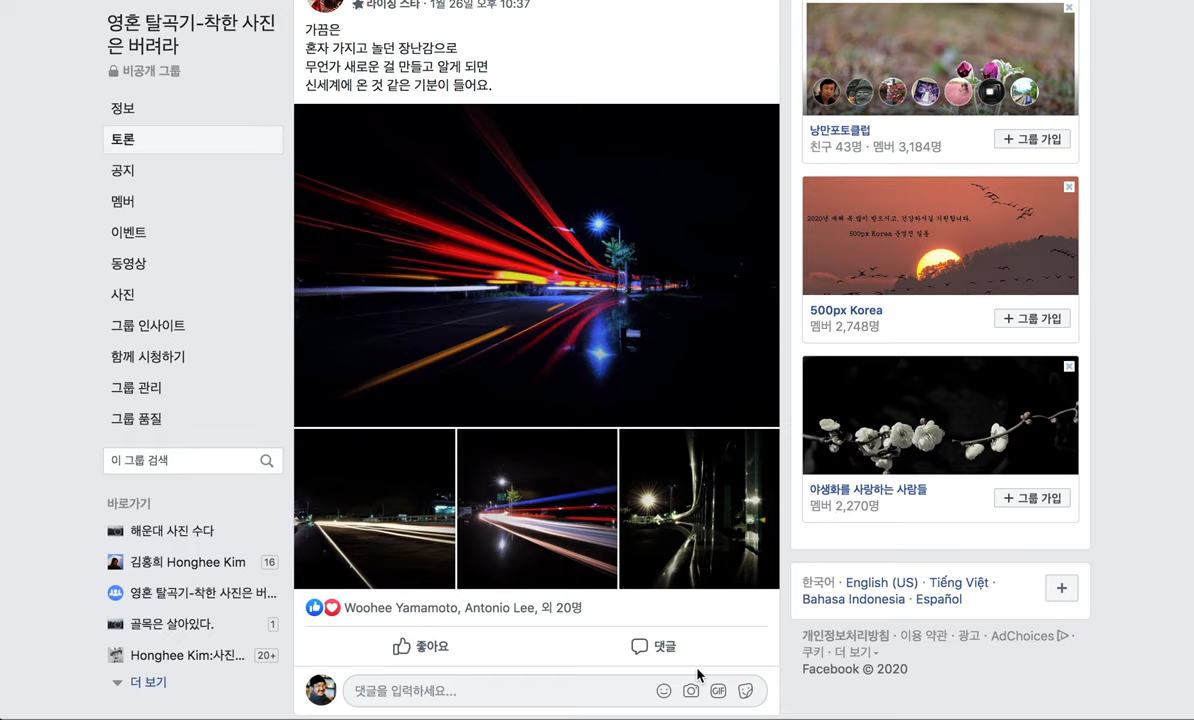 영혼 탈곡기-착한 사진
은 버려라
비공개 그룹
정보
토론
공지
멤버
이벤트
동영상
사진
그룹 인사이트
함께 시청하기
그룹 관리
그룹 품질
이 그룹 검색
바로가기
해운대 사진 수다
김홍희 Honghee Kim 16
영혼 탈곡기-착한 사진은 버...
골목은 살아있다. 1
Honghee Kim:사진... 20+
더 보기
라이징 스타 · 1월 26일 오후 10:37
가끔은
혼자 가지고 놀던 장난감으로
무언가 새로운 걸 만들고 알게 되면
신세계에 온 것 같은 기분이 들어요.
Woohee Yamamoto, Antonio Lee, 외 20명
좋아요 댓글
댓글을 입력하세요...
GIF
낭만포토클럽
친구 43명 · 멤버 3,184명
+ 그룹 가입
2020년 새해 복 많이 받으시고, 건강하시길 기원합니다.
500px Korea 운영진 일동
500px Korea
멤버 2,748명
+ 그룹 가입
야생화를 사랑하는 사람들
멤버 2,270명
+ 그룹 가입
한국어 · English (US) · Tiếng Việt ·
Bahasa Indonesia · Español
개인정보처리방침 · 이용 약관 · 광고 · AdChoices ·
쿠키 · 더 보기
Facebook © 2020